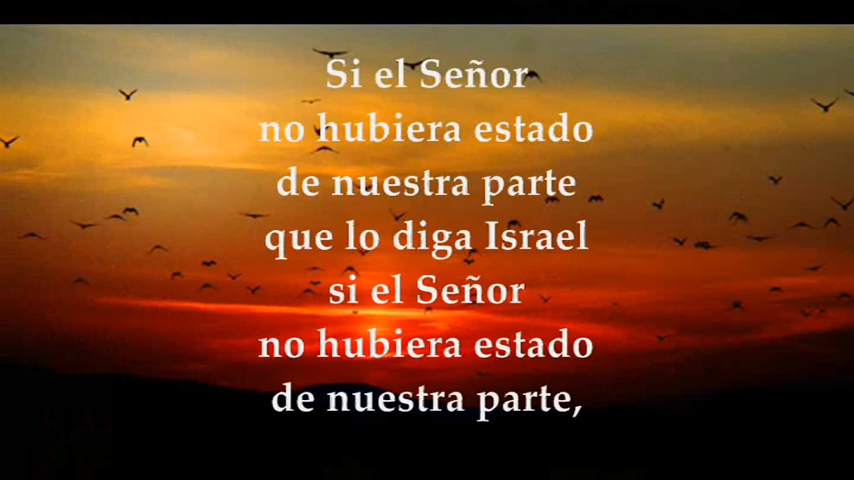 Si el Señor
no hubiera estado
de nuestra parte
que lo diga Israel
si el Señor
no hubiera estado
de nuestra parte,